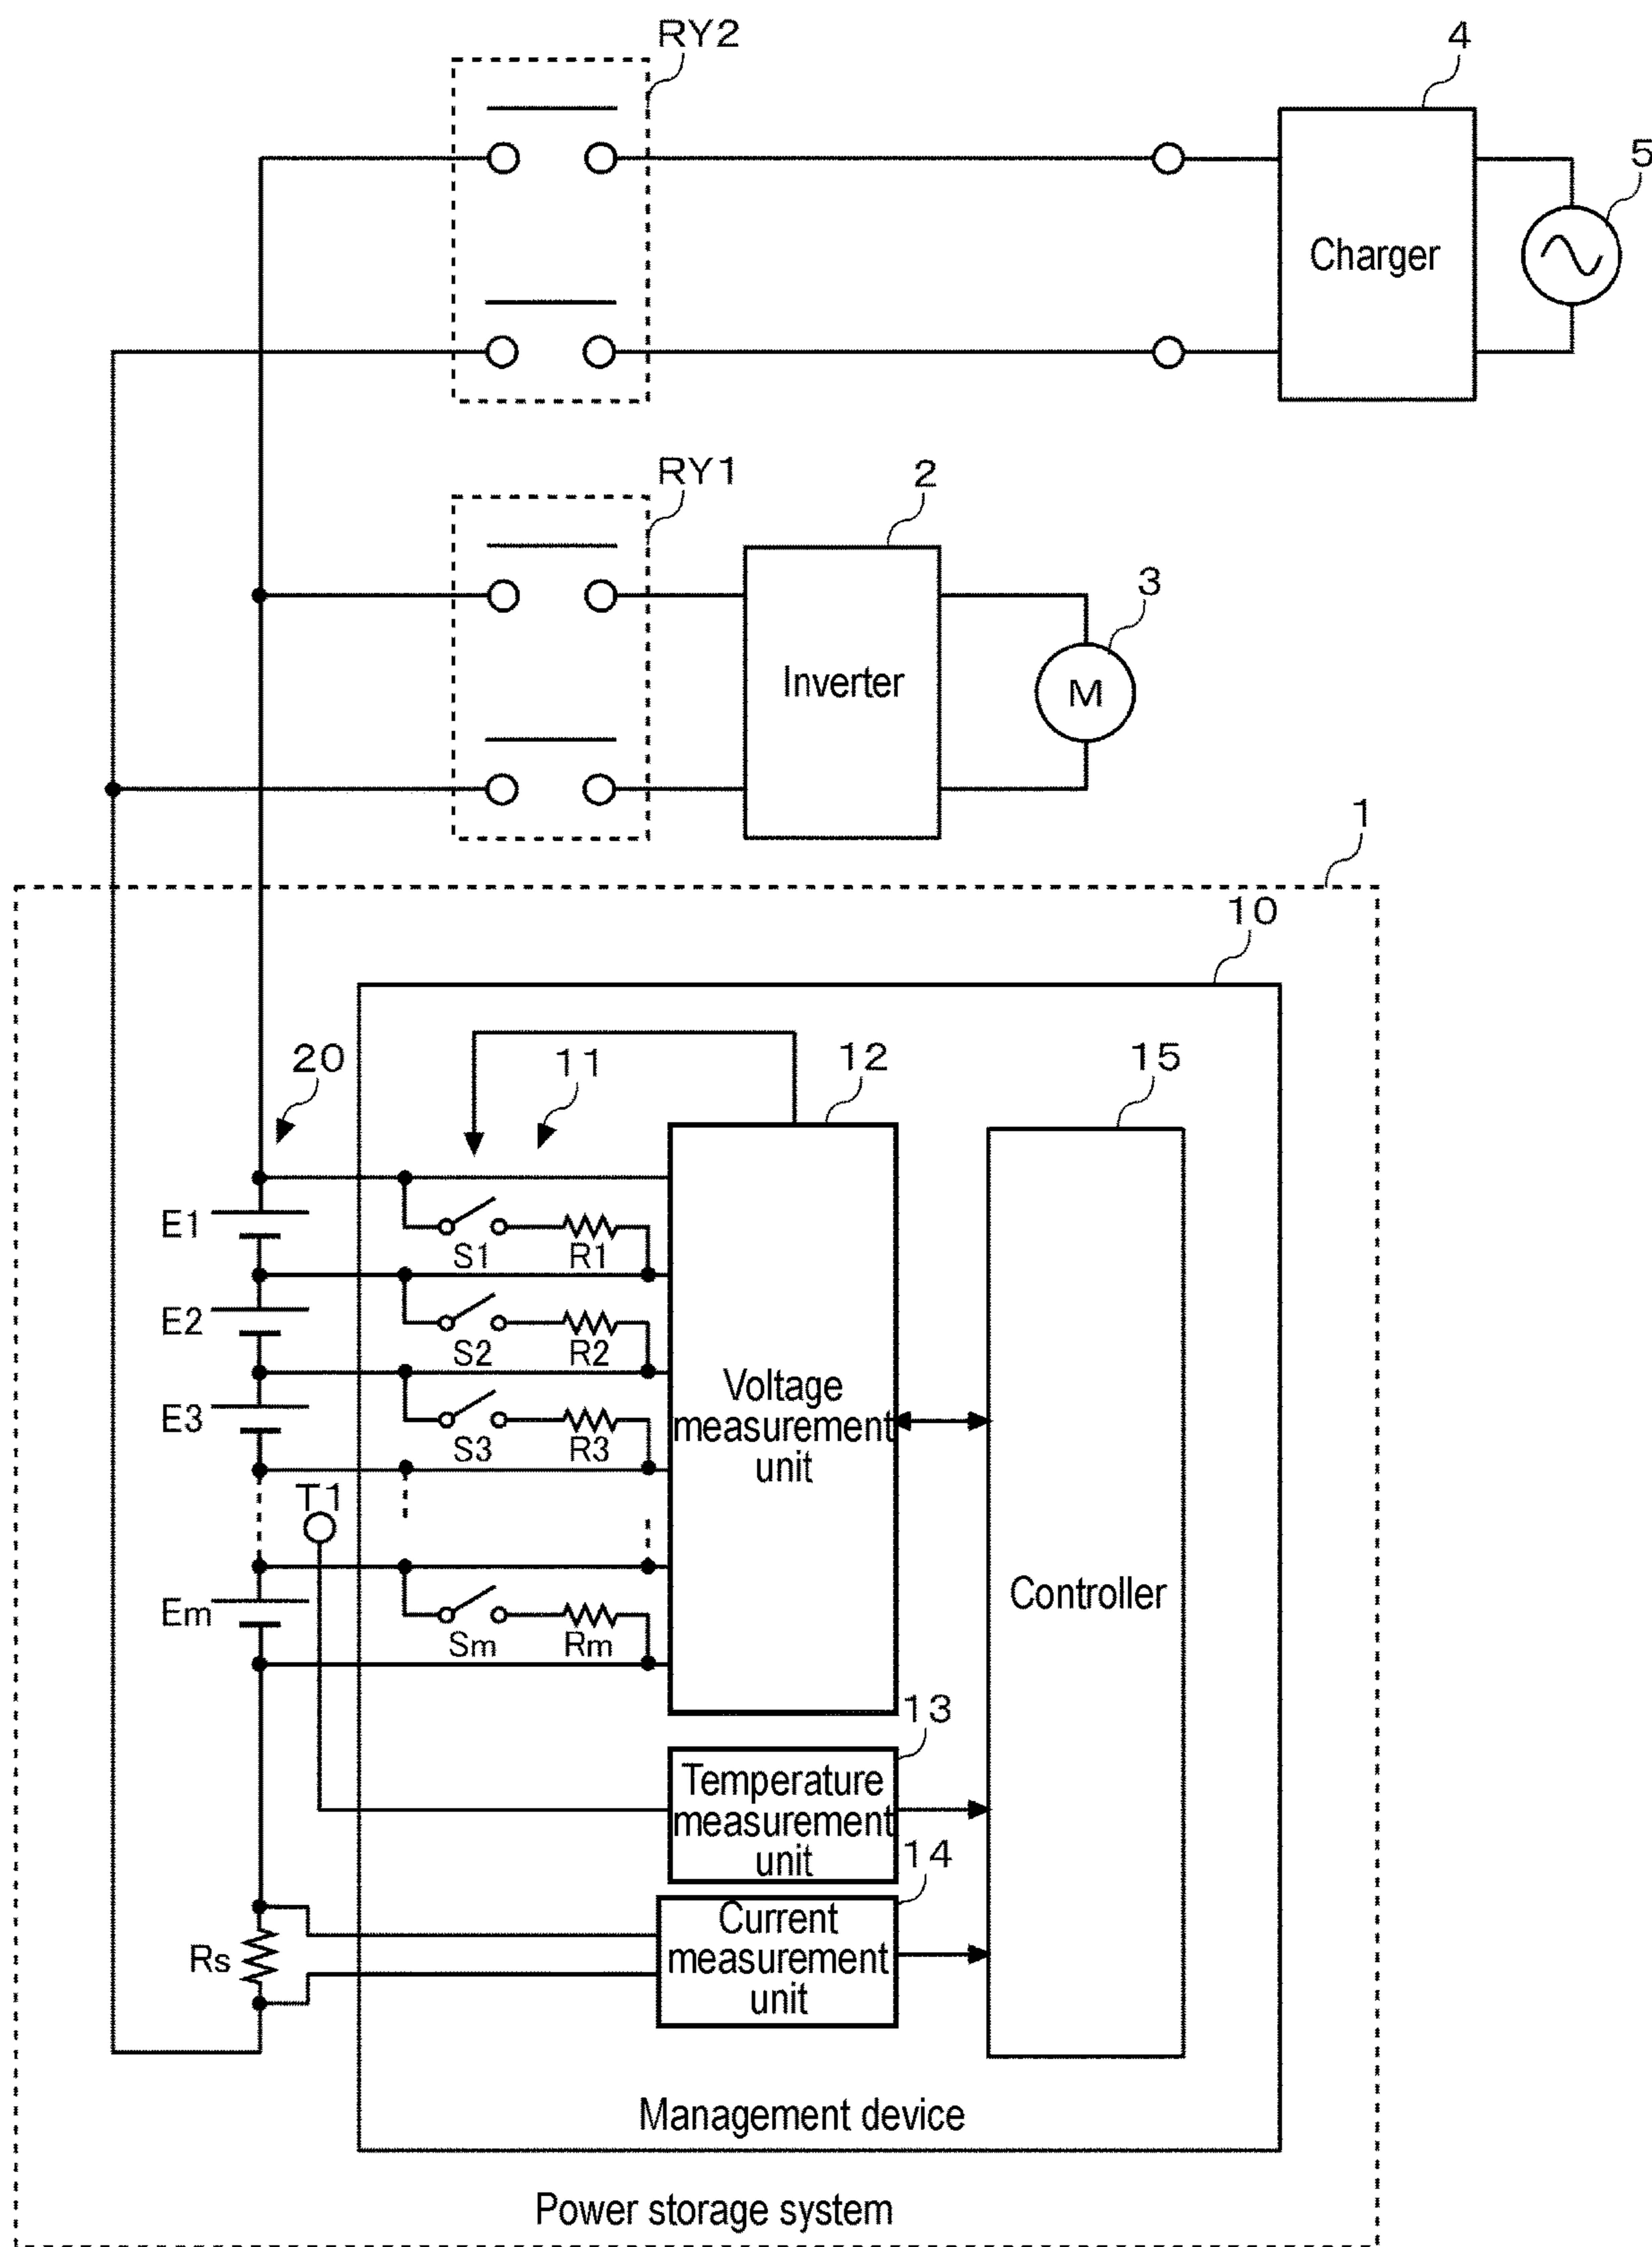 RY2
4
5
Charger
RY1
2
3
Inverter
M
1
10
20
11
12
15
E1
S1
R1
E2
S2
R2
E3
S3
R3
Voltage
measurement
unit
T1
Controller
Em
Sm
Rm
13
Temperature
measurement
unit
14
Current
measurement
unit
Rs
Management device
Power storage system